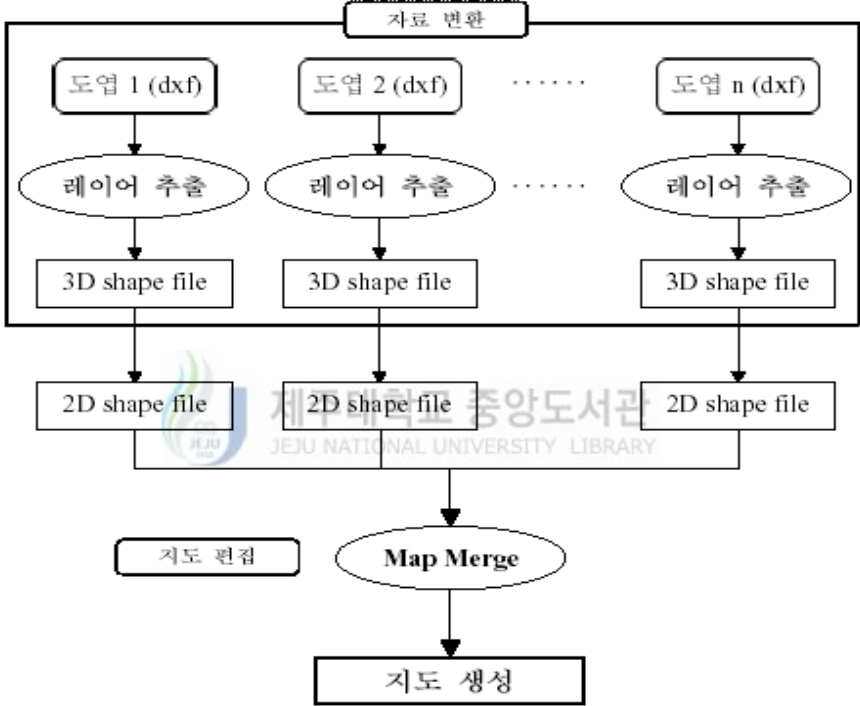 자료 변환
도엽 1 (dxf) 도엽 2 (dxf) ...... 도엽 n (dxf)
레이어 추출 레이어 추출 ...... 레이어 추출
3D shape file 3D shape file 3D shape file
2D shape file 2D shape file 2D shape file
제주대학교 중앙도서관
JEJU NATIONAL UNIVERSITY LIBRARY
JEJU
1952
지도 편집 Map Merge
지도 생성